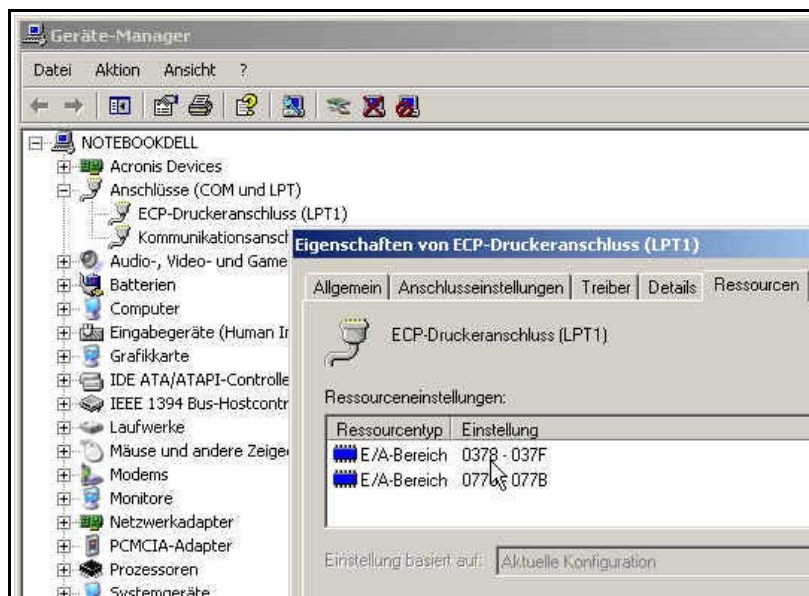 Geräte-Manager
Datei Aktion Ansicht ?
NOTEBOOKDELL
Acronis Devices
Anschlüsse (COM und LPT)
ECP-Druckeranschluss (LPT1)
Kommunikationsansch
Audio-, Video- und Game
Batterien
Computer
Eingabegeräte (Human In
Grafikkarte
IDE ATA/ATAPI-Controlle
IEEE 1394 Bus-Hostcontr
Laufwerke
Mäuse und andere Zeige
Modems
Monitore
Netzwerkadapter
PCMCIA-Adapter
Prozessoren
Systemgeräte
Eigenschaften von ECP-Druckeranschluss (LPT1)
Allgemein Anschlusseinstellungen Treiber Details Ressourcen
ECP-Druckeranschluss (LPT1)
Ressourceneinstellungen:
Ressourcentyp Einstellung
E/A-Bereich 0378 - 037F
E/A-Bereich 077B
Einstellung basiert auf: Aktuelle Konfiguration